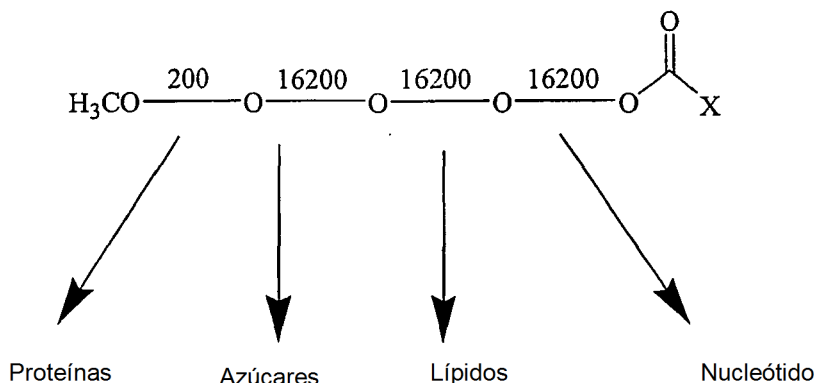 O
200 16200 16200 16200
H₃CO O O O O X
Proteínas Azúcares Lípidos Nucleótido